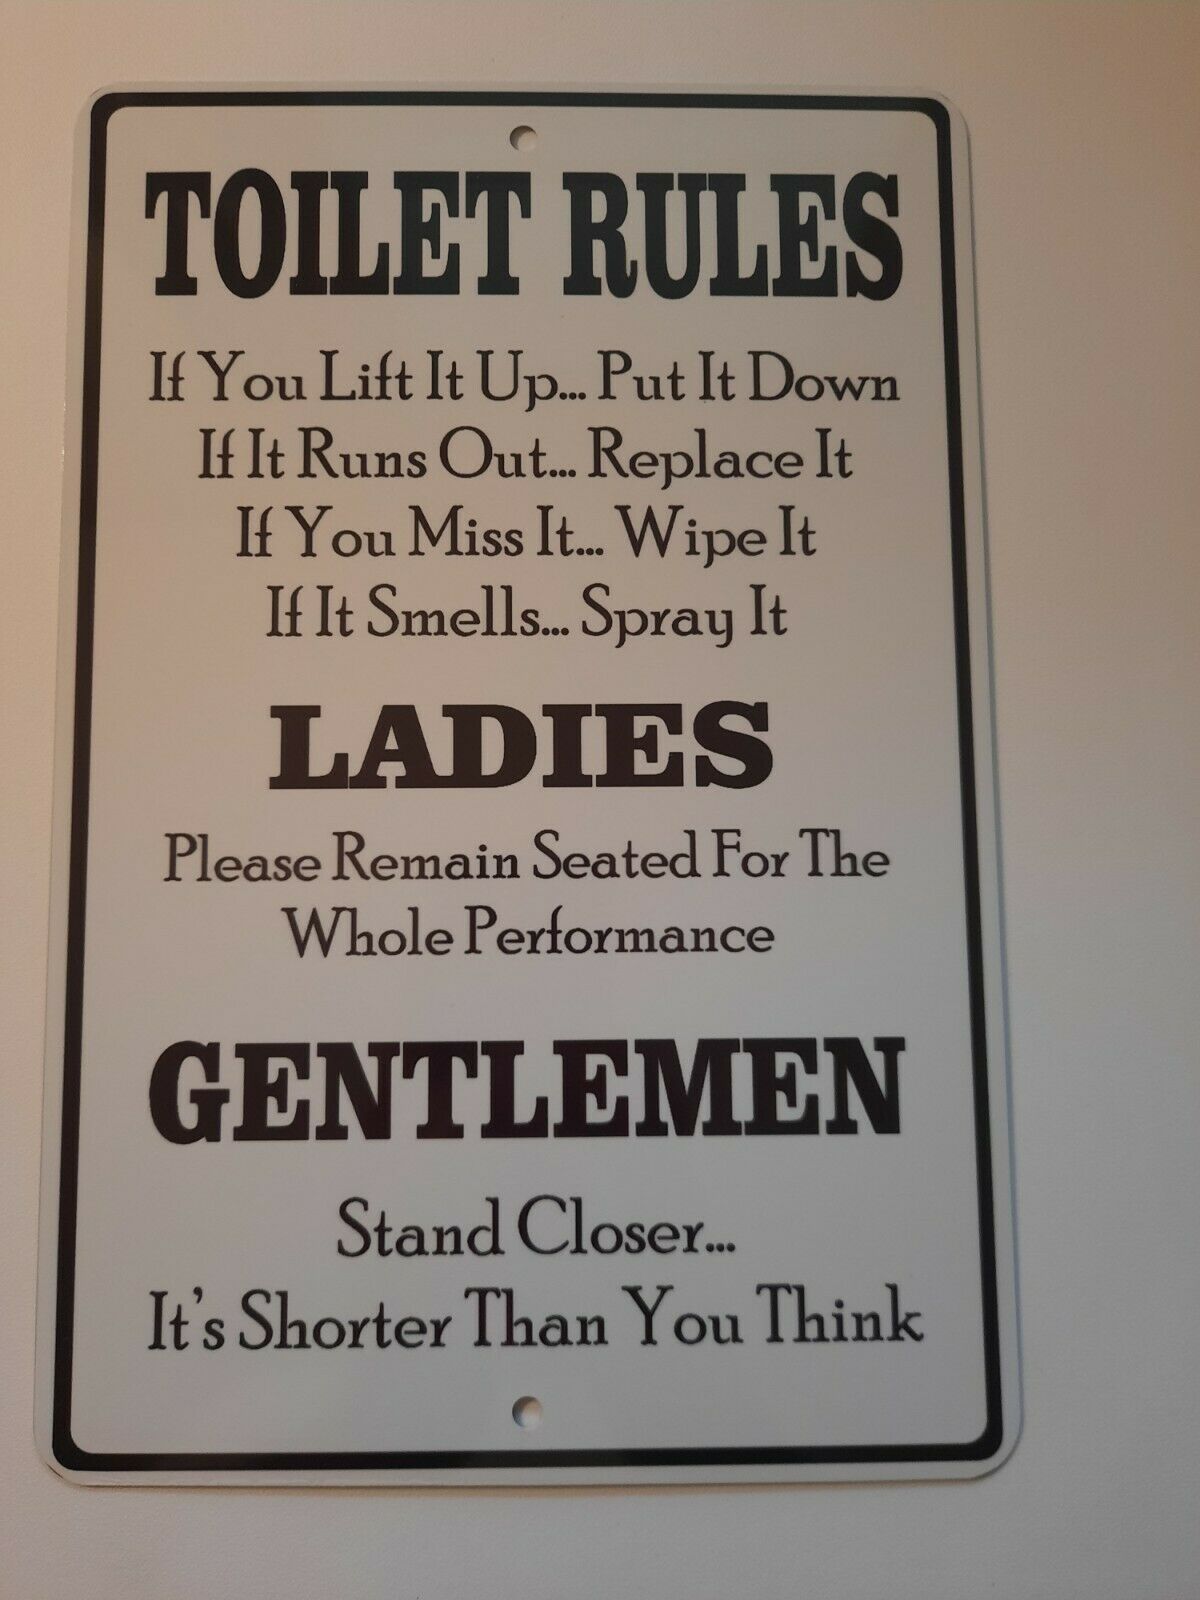 TOILET RULES
If You Lift It Up... Put It Down
If It Runs Out... Replace It
If You Miss It... Wipe It
If It Smells... Spray It
LADIES
Please Remain Seated For The
Whole Performance
GENTLEMEN
Stand Closer...
It's Shorter Than You Think